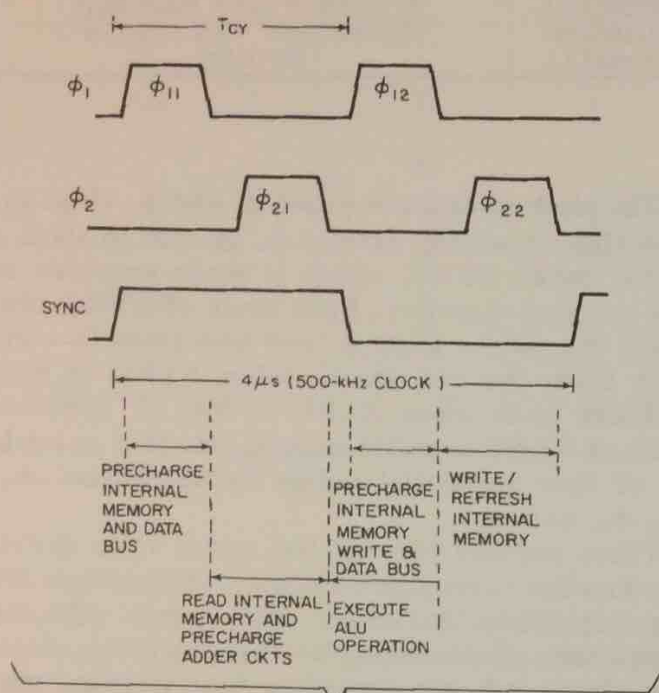 TCY
ϕ1
ϕ11
ϕ12
ϕ2
ϕ21
ϕ22
SYNC
4μs (500-kHz CLOCK)
PRECHARGE
INTERNAL
MEMORY
AND DATA
BUS
PRECHARGE
INTERNAL
MEMORY
WRITE &
DATA BUS
WRITE/
REFRESH
INTERNAL
MEMORY
READ INTERNAL
MEMORY AND
PRECHARGE
ADDER CKTS
EXECUTE
ALU
OPERATION